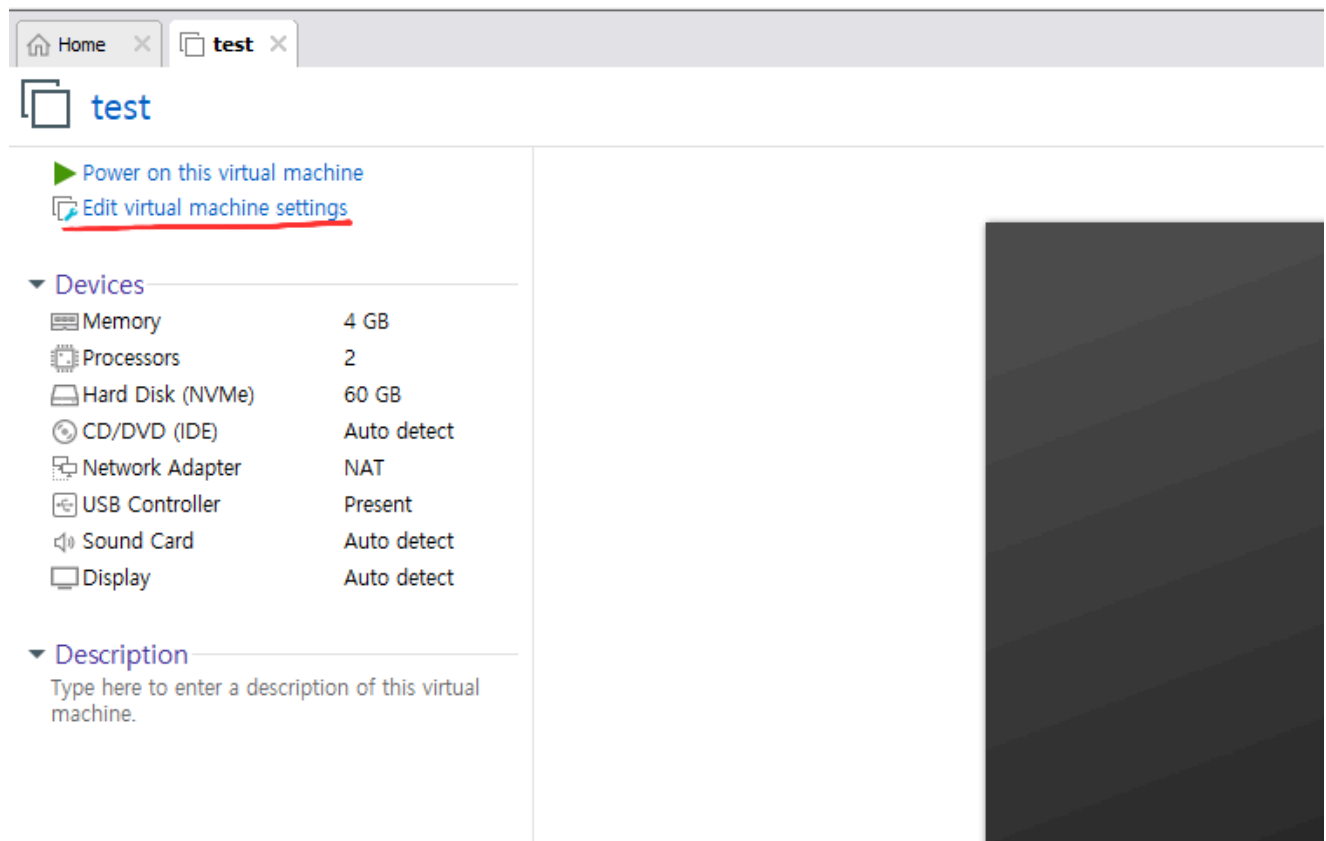 Home
test
test
Power on this virtual machine
Edit virtual machine settings
Devices
Memory 4 GB
Processors 2
Hard Disk (NVMe) 60 GB
CD/DVD (IDE) Auto detect
Network Adapter NAT
USB Controller Present
Sound Card Auto detect
Display Auto detect
Description
Type here to enter a description of this virtual
machine.